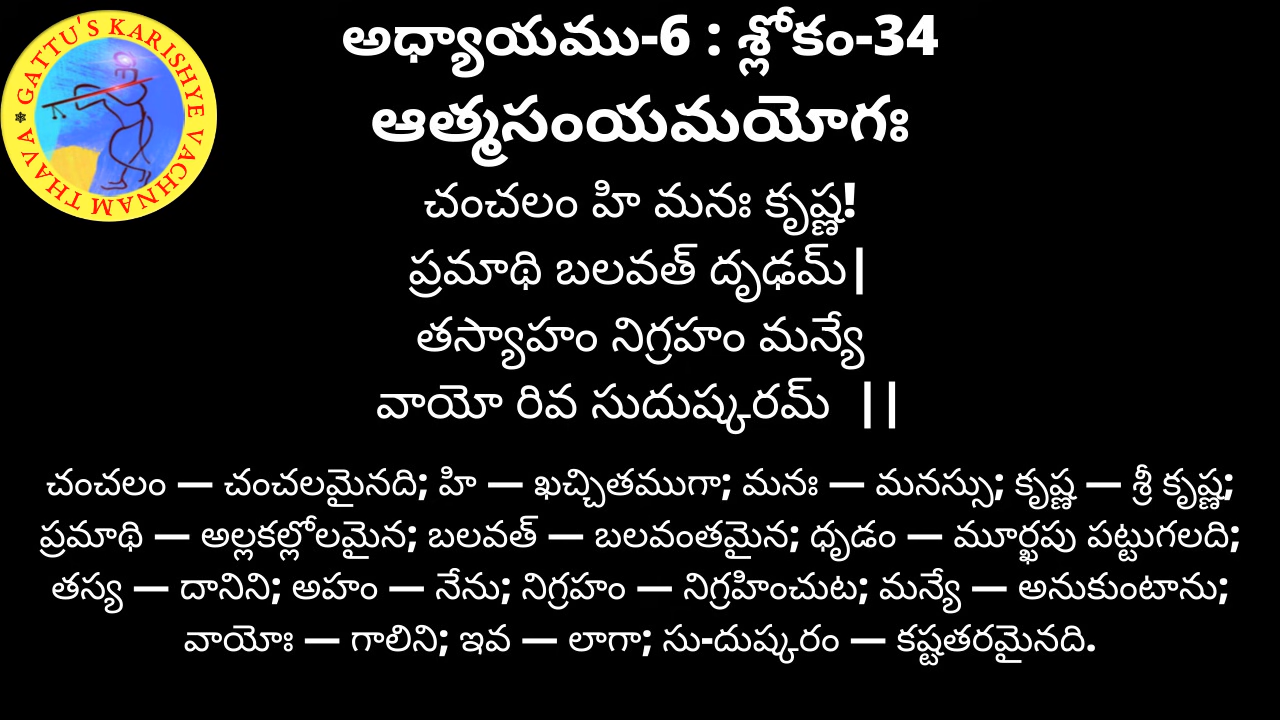 GATTU'S KARISHYE VACHNAM THAVA
అధ్యాయము-6 : శ్లోకం-34
ఆత్మసంయమయోగః
చంచలం హి మనః కృష్ణ!
ప్రమాథి బలవత్ దృఢమ్|
తస్యాహం నిగ్రహం మన్యే
వాయో రివ సుదుష్కరమ్ ||
చంచలం — చంచలమైనది; హి — ఖచ్చితముగా; మనః — మనస్సు; కృష్ణ — శ్రీ కృష్ణ;
ప్రమాథి — అల్లకల్లోలమైన; బలవత్ — బలవంతమైన; ధృడం — మూర్ఖపు పట్టుగలది;
తస్య — దానిని; అహం — నేను; నిగ్రహం — నిగ్రహించుట; మన్యే — అనుకుంటాను;
వాయోః — గాలిని; ఇవ — లాగా; సు-దుష్కరం — కష్టతరమైనది.